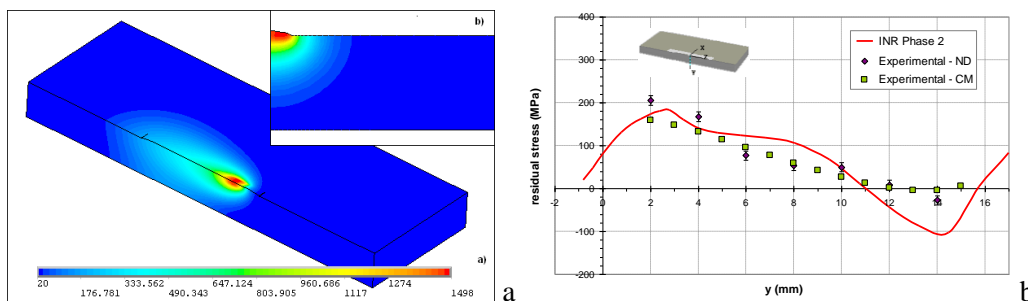 b)
a)
20 333.562 647.124 960.686 1274
176.781 490.343 803.905 1117 1498
a
residual stress (MPa)
400
300
200
100
0
-100
-200
INR Phase 2
Experimental - ND
Experimental - CM
X
Z
Y
-2 0 2 4 6 8 10 12 14 16
y (mm)
b